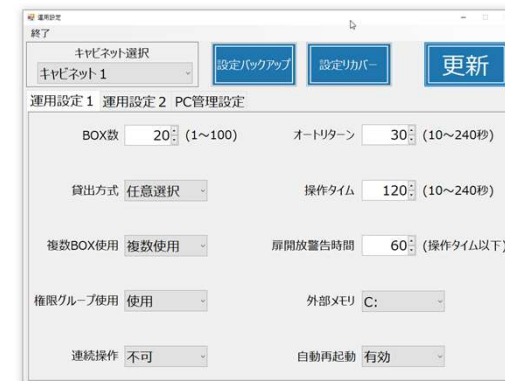 運用設定
終了
キャビネット選択
キャビネット 1
設定バックアップ
設定リカバー
更新
運用設定 1 運用設定 2 PC管理設定
BOX数 20 (1～100) オートリターン 30 (10～240秒)
貸出方式 任意選択 操作タイム 120 (10～240秒)
複数BOX使用 複数使用 扉開放警告時間 60 (操作タイム以下)
権限グループ使用 使用 外部メモリ C:
連続操作 不可 自動再起動 有効